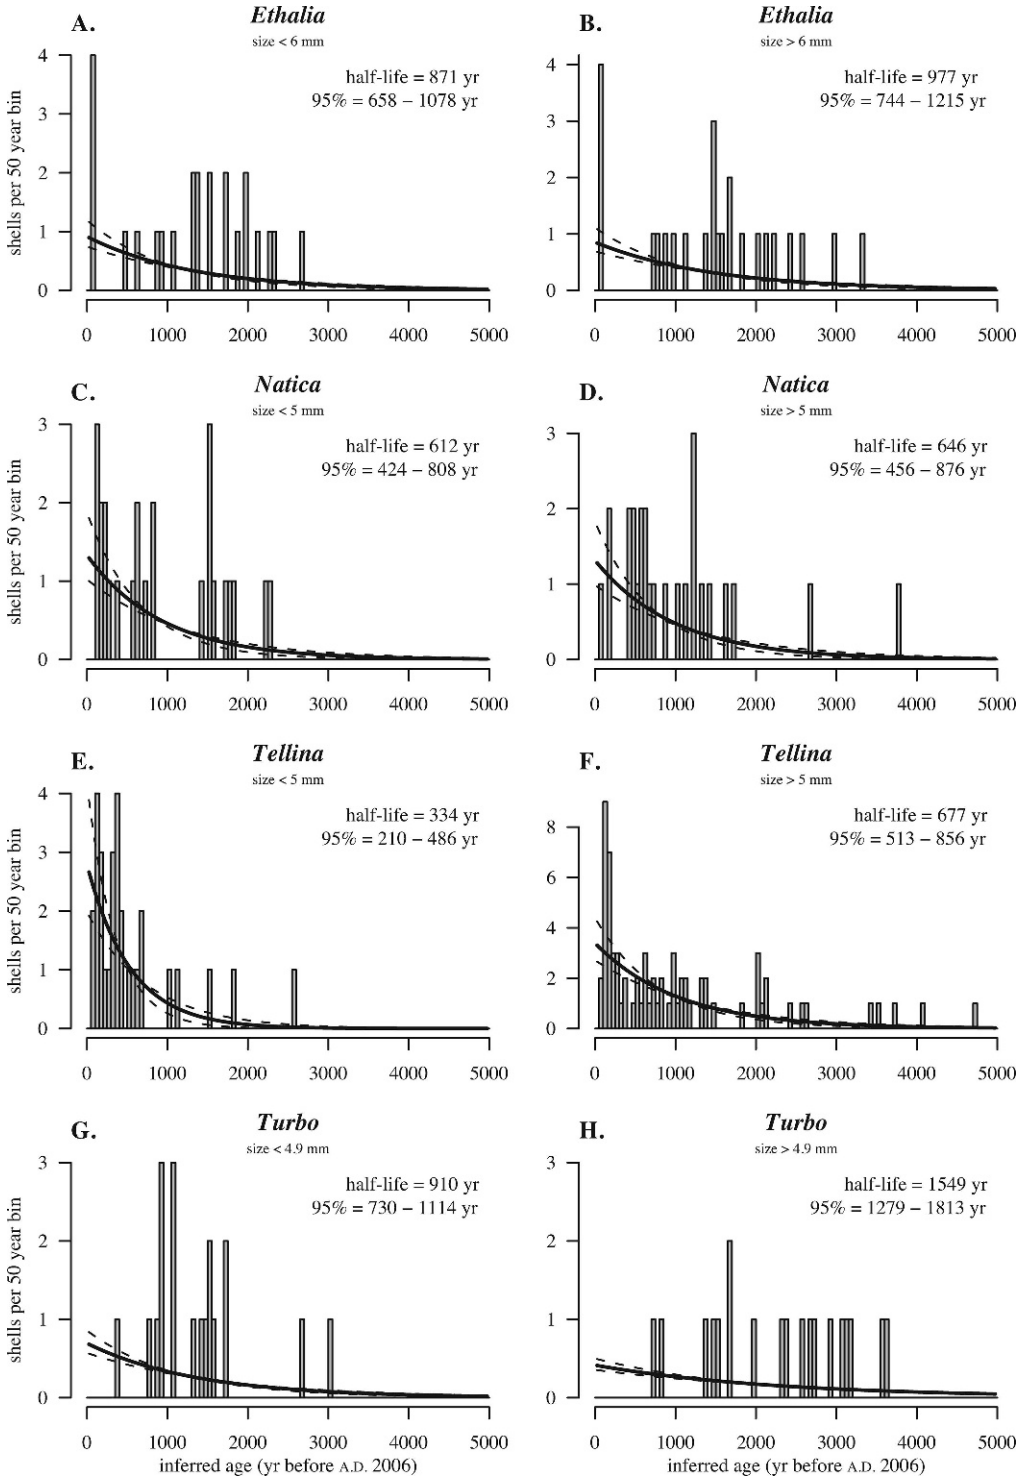 A.
Ethalia
size < 6 mm
half-life = 871 yr
95% = 658 – 1078 yr
shells per 50 year bin
4
3
2
1
0
0 1000 2000 3000 4000 5000
B.
Ethalia
size > 6 mm
half-life = 977 yr
95% = 744 – 1215 yr
4
3
2
1
0
0 1000 2000 3000 4000 5000
C.
Natica
size < 5 mm
half-life = 612 yr
95% = 424 – 808 yr
shells per 50 year bin
3
2
1
0
0 1000 2000 3000 4000 5000
D.
Natica
size > 5 mm
half-life = 646 yr
95% = 456 – 876 yr
3
2
1
0
0 1000 2000 3000 4000 5000
E.
Tellina
size < 5 mm
half-life = 334 yr
95% = 210 – 486 yr
shells per 50 year bin
4
3
2
1
0
0 1000 2000 3000 4000 5000
F.
Tellina
size > 5 mm
half-life = 677 yr
95% = 513 – 856 yr
8
6
4
2
0
0 1000 2000 3000 4000 5000
G.
Turbo
size < 4.9 mm
half-life = 910 yr
95% = 730 – 1114 yr
shells per 50 year bin
3
2
1
0
0 1000 2000 3000 4000 5000
inferred age (yr before A.D. 2006)
H.
Turbo
size > 4.9 mm
half-life = 1549 yr
95% = 1279 – 1813 yr
3
2
1
0
0 1000 2000 3000 4000 5000
inferred age (yr before A.D. 2006)